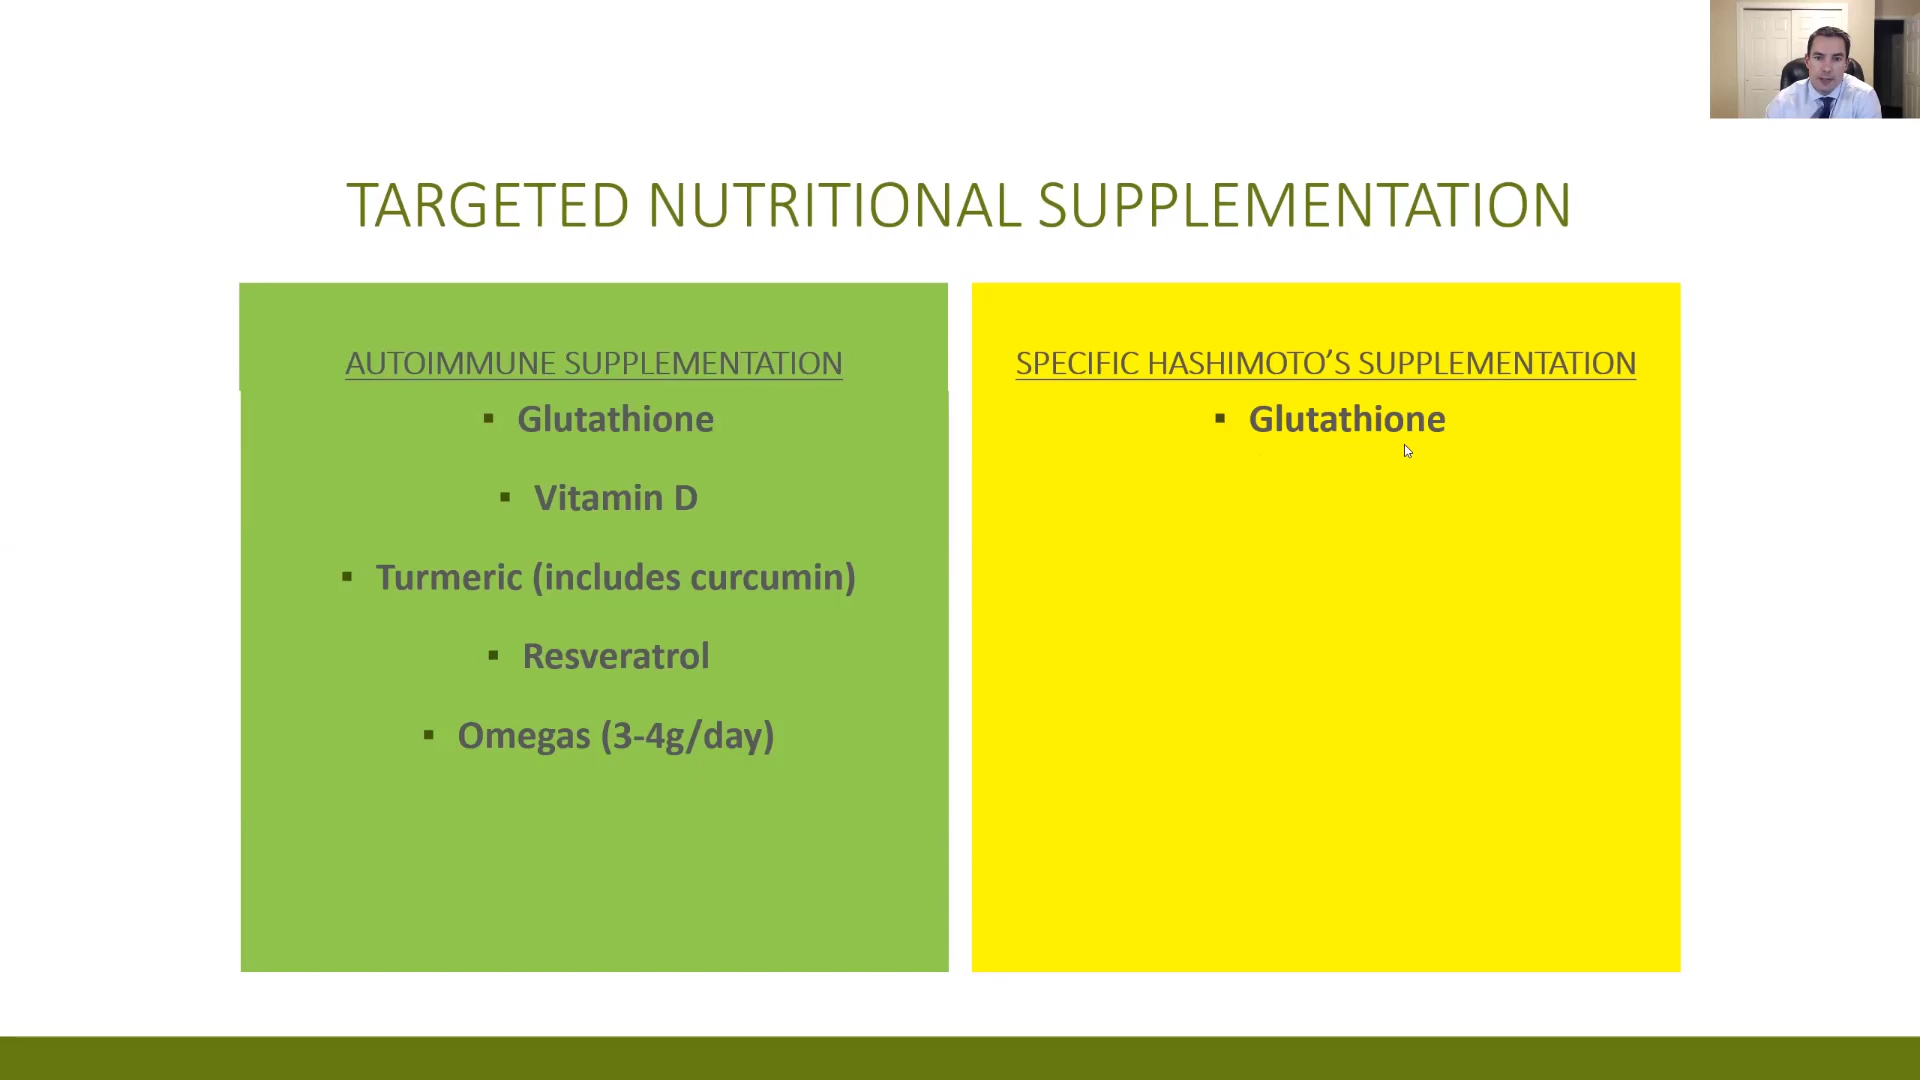 TARGETED NUTRITIONAL SUPPLEMENTATION
AUTOIMMUNE SUPPLEMENTATION
▪ Glutathione
▪ Vitamin D
▪ Turmeric (includes curcumin)
▪ Resveratrol
▪ Omegas (3-4g/day)
SPECIFIC HASHIMOTO’S SUPPLEMENTATION
▪ Glutathione